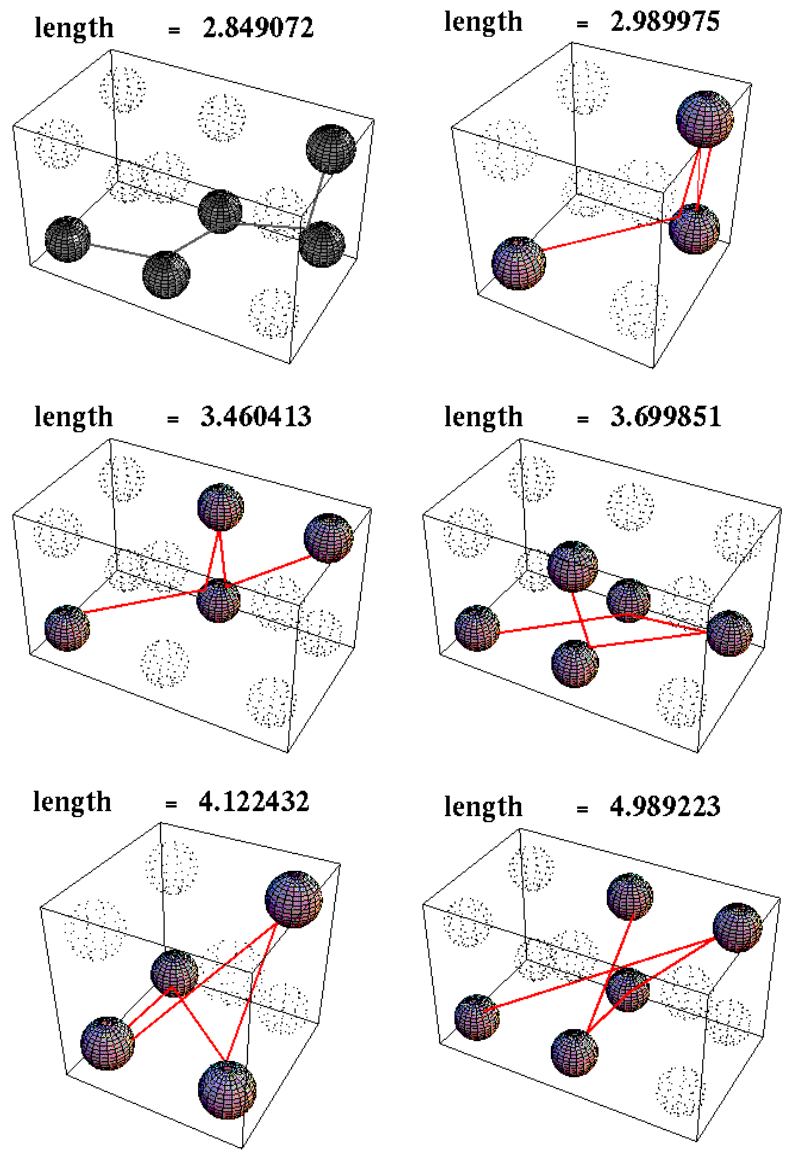 length = 2.849072
length = 2.989975
length = 3.460413
length = 3.699851
length = 4.122432
length = 4.989223